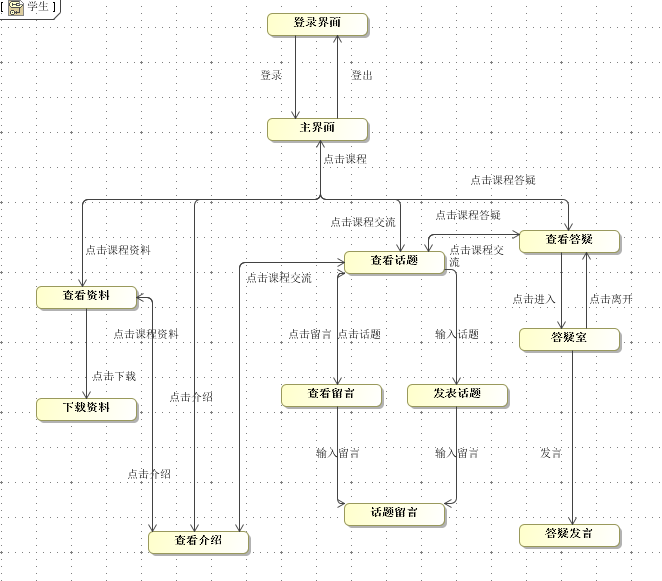 [ 学生 ]
登录界面
登录
登出
主界面
点击课程
点击课程答疑
点击课程交流
点击课程答疑
查看答疑
点击课程资料
点击课程交
流
查看话题
点击课程交流
查看资料
点击进入
点击离开
点击课程资料
点击留言
点击话题
输入话题
答疑室
点击下载
点击介绍
查看留言
发表话题
下载资料
输入留言
输入留言
发言
点击介绍
话题留言
查看介绍
答疑发言